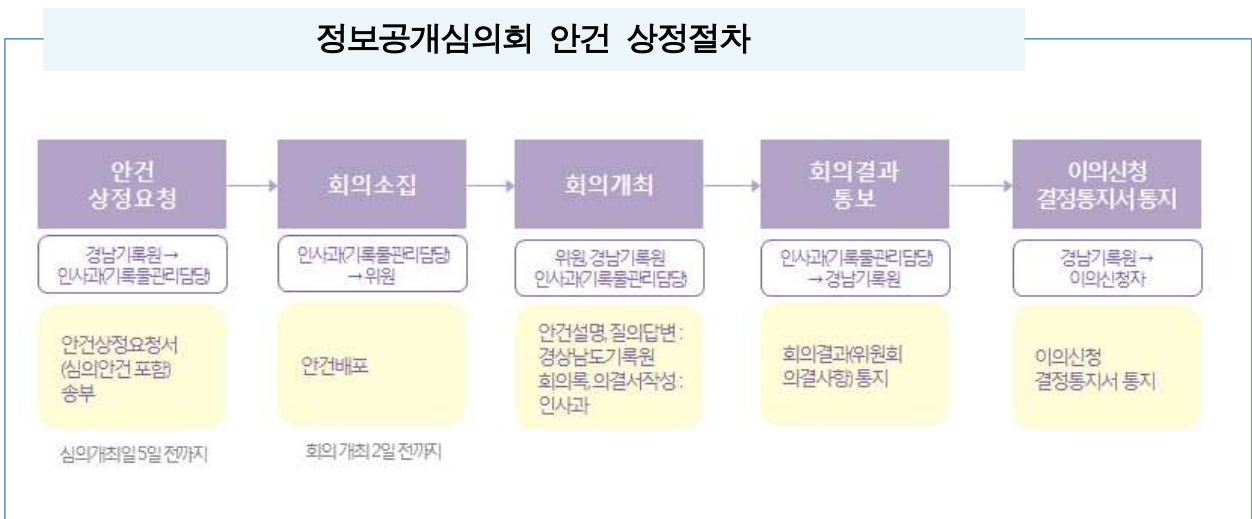 정보공개심의회 안건 상정절차
안건
상정요청
경남기록원→
인사과(기록물관리담당)
안건상정요청서
(심의안건 포함)
송부
심의개최일 5일 전까지
회의소집
인사과(기록물관리담당)
→위원
안건배포
회의 개최 2일 전까지
회의개최
위원, 경남기록원
인사과(기록물관리담당)
안건설명, 질의답변 :
경상남도기록원
회의록, 의결서작성 :
인사과
회의결과
통보
인사과(기록물관리담당)
→경남기록원
회의결과(위원회
의결사항) 통지
이의신청
결정통지서 통지
경남기록원→
이의신청자
이의신청
결정통지서 통지